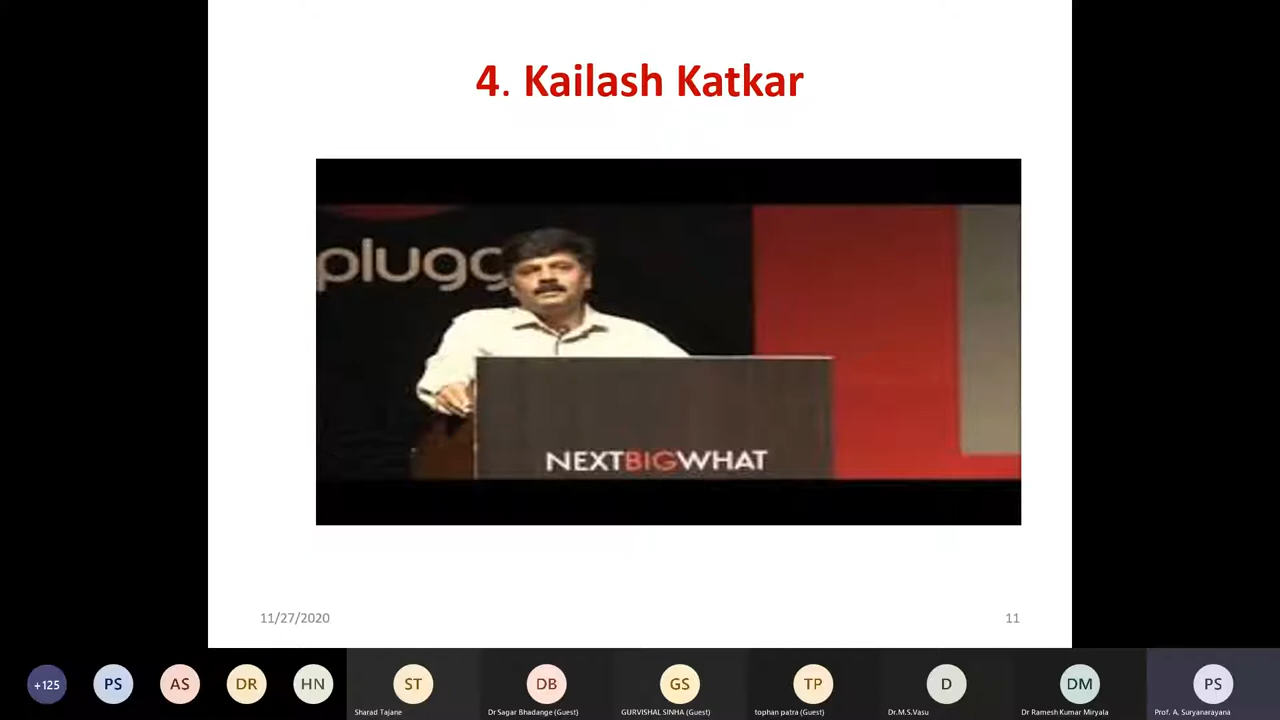 4. Kailash Katkar
plugg
NEXTBIGWHAT
11/27/2020
11
+125
PS
AS
DR
HN
ST
DB
GS
TP
D
DM
PS
Sharad Tajane
Dr Sagar Bhadange (Guest)
GURVISHAL SINHA (Guest)
tophan patra (Guest)
Dr.M.S.Vasu
Dr Ramesh Kumar Miryala
Prof. A. Suryanarayana